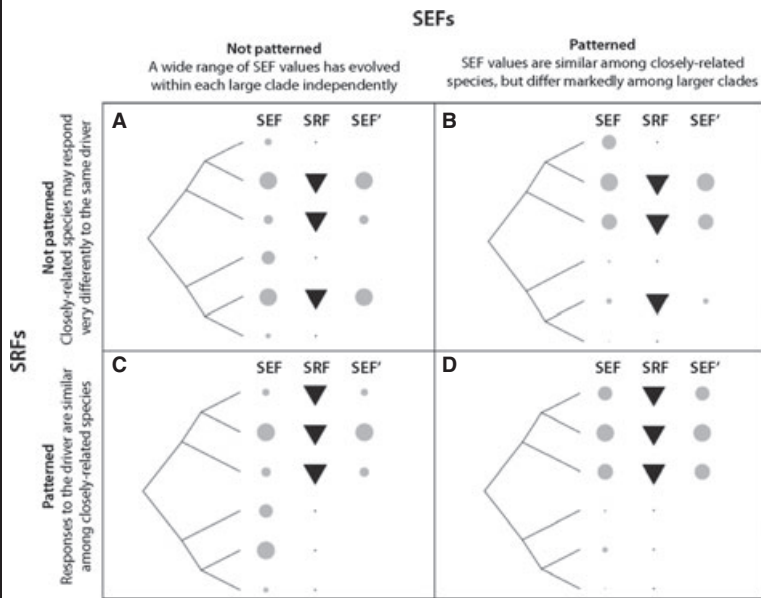 SEFs
Not patterned
A wide range of SEF values has evolved
within each large clade independently
Patterned
SEF values are similar among closely-related
species, but differ markedly among larger clades
SRFs
Not patterned
Closely-related species may respond
very differently to the same driver
Patterned
Responses to the driver are similar
among closely-related species
A
SEF SRF SEF′
B
SEF SRF SEF′
C
SEF SRF SEF′
D
SEF SRF SEF′